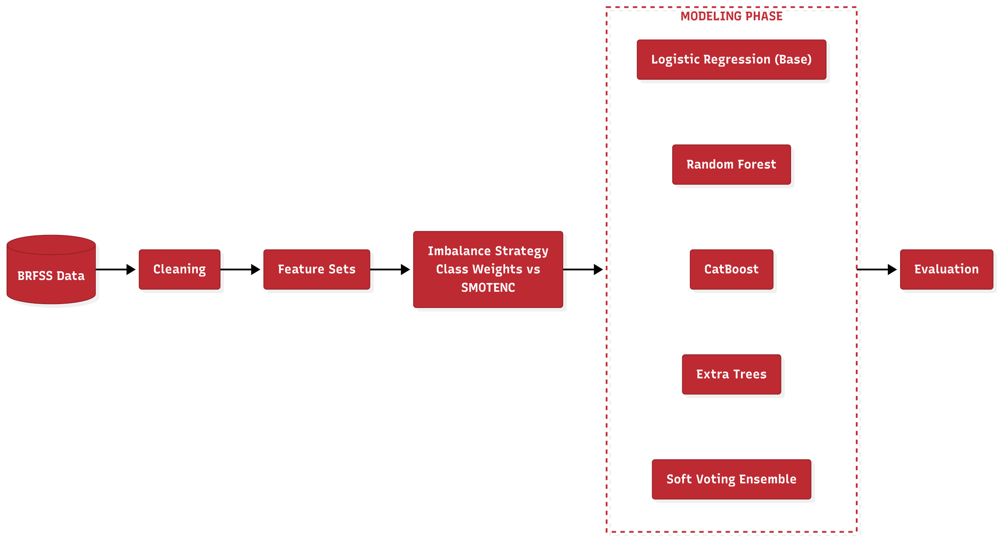 BRFSS Data
Cleaning
Feature Sets
Imbalance Strategy
Class Weights vs
SMOTENC
MODELING PHASE
Logistic Regression (Base)
Random Forest
CatBoost
Extra Trees
Soft Voting Ensemble
Evaluation